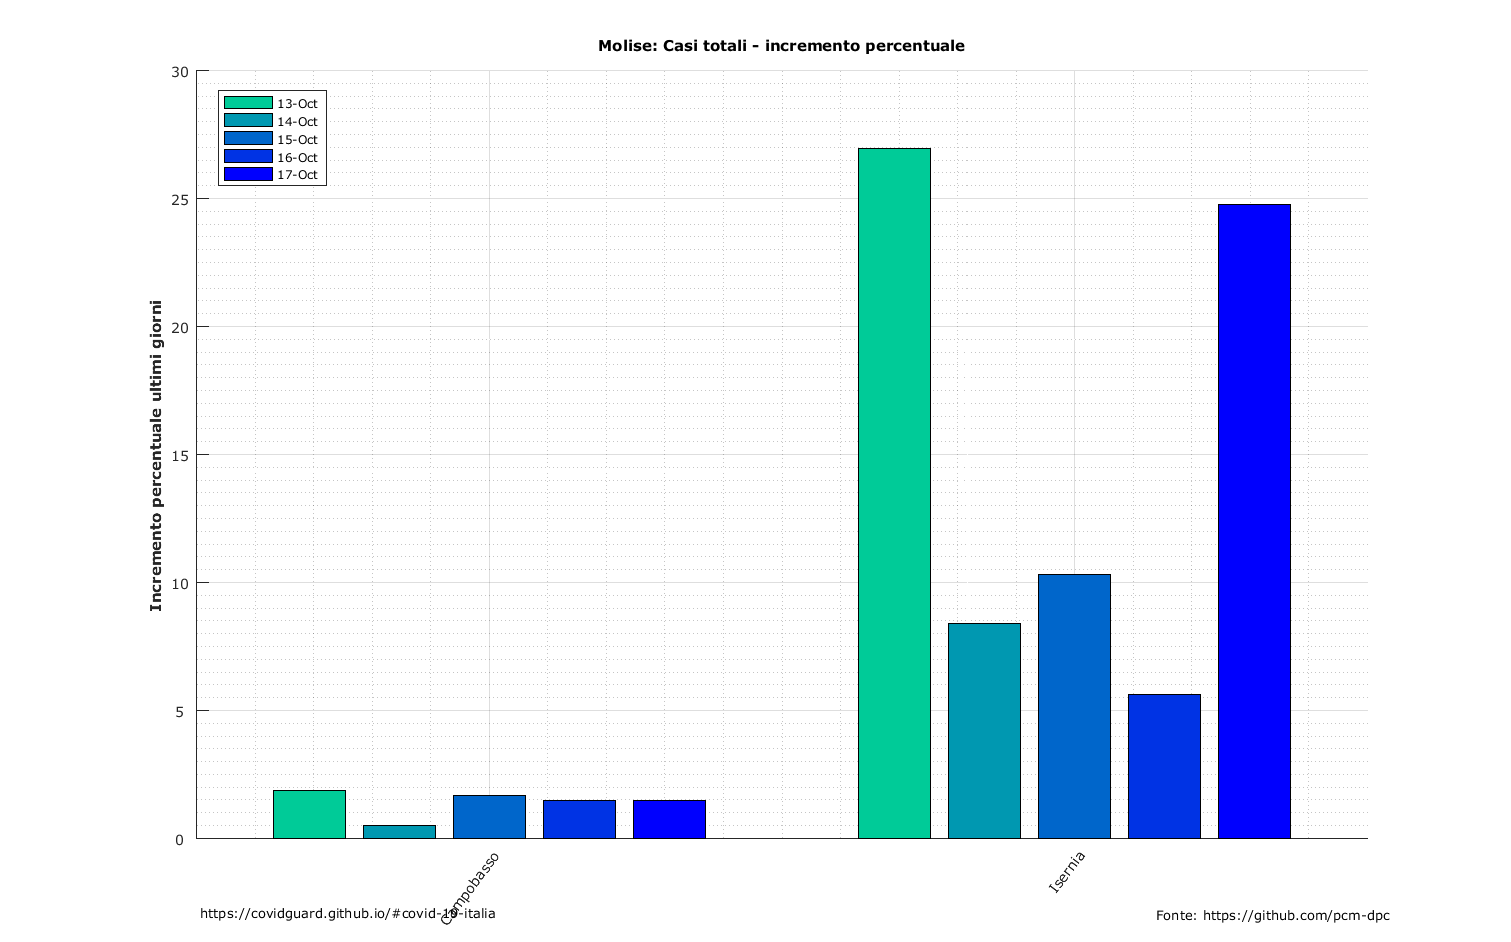 Molise: Casi totali - incremento percentuale
30
25
20
15
10
5
0
Incremento percentuale ultimi giorni
13-Oct
14-Oct
15-Oct
16-Oct
17-Oct
Campobasso
Isernia
https://covidguard.github.io/#covid-19-italia
Fonte: https://github.com/pcm-dpc